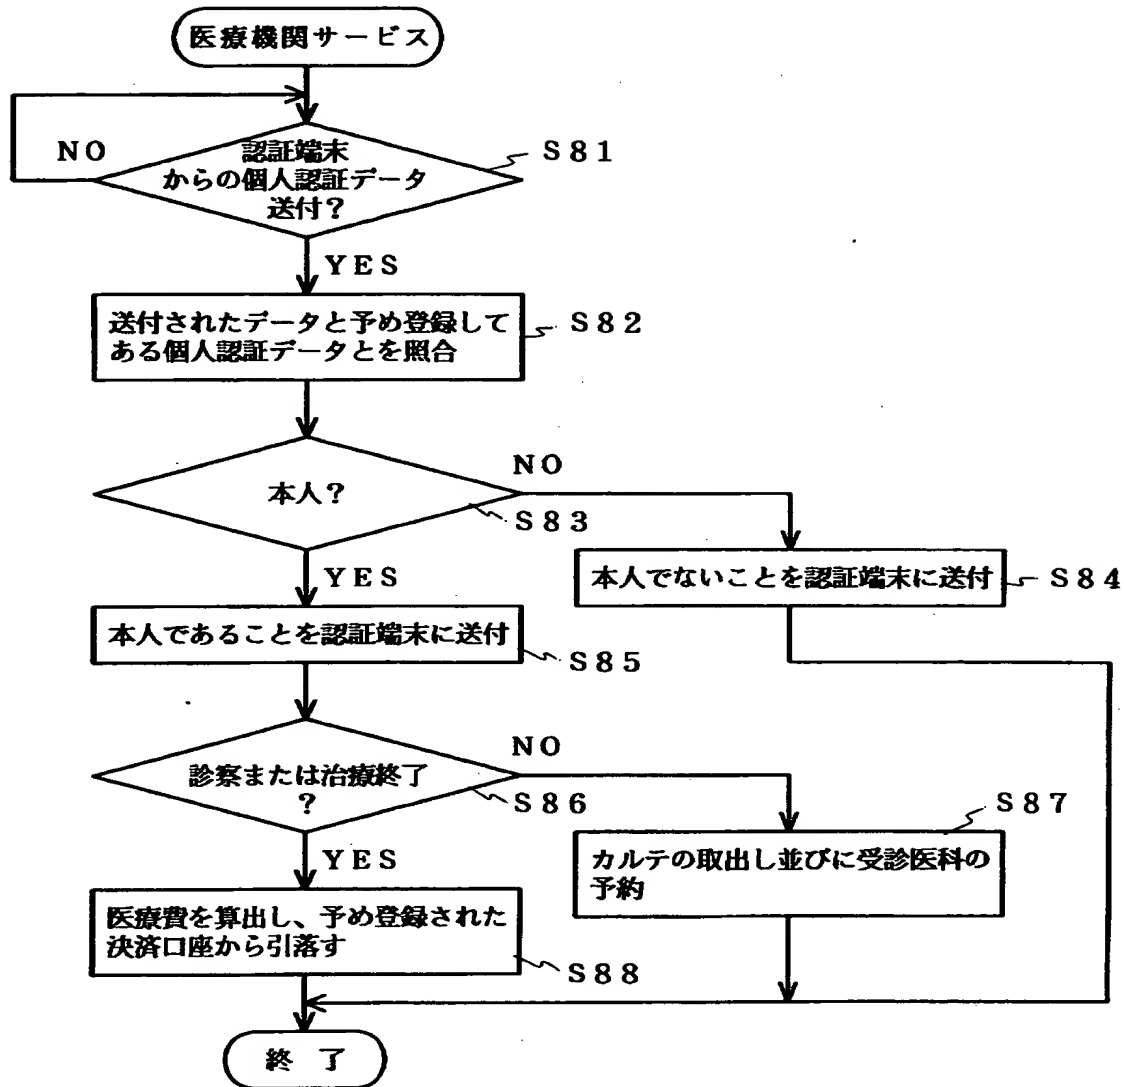 医療機関サービス
NO
認証端末
からの個人認証データ
送付？
S81
YES
送付されたデータと予め登録して
ある個人認証データとを照合
S82
本人？
NO
S83
YES
本人でないことを認証端末に送付
S84
本人であることを認証端末に送付
S85
診察または治療終了
？
NO
S86
YES
S87
カルテの取出し並びに受診医科の
予約
医療費を算出し、予め登録された
決済口座から引落す
S88
終 了